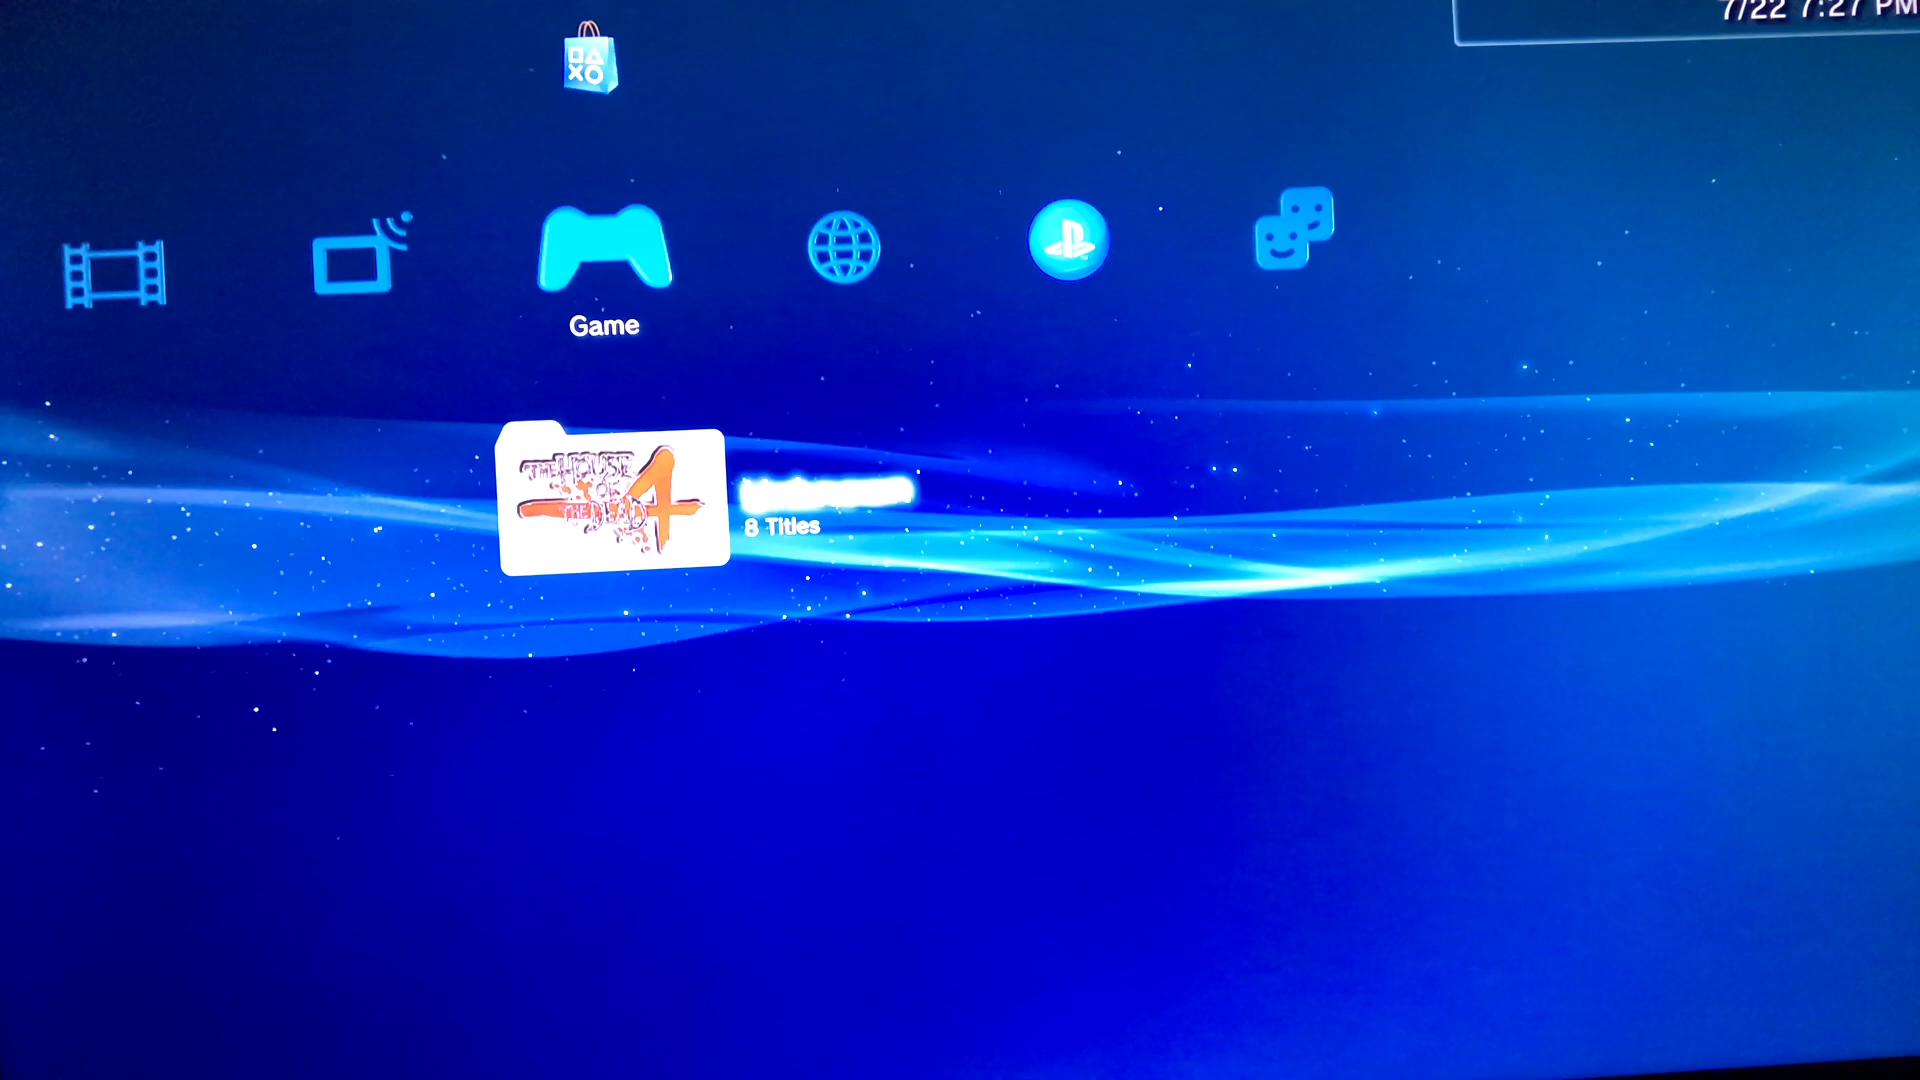 7/22 7:27 PM
Game
THE HOUSE
OF
THE DEAD 4
8 Titles